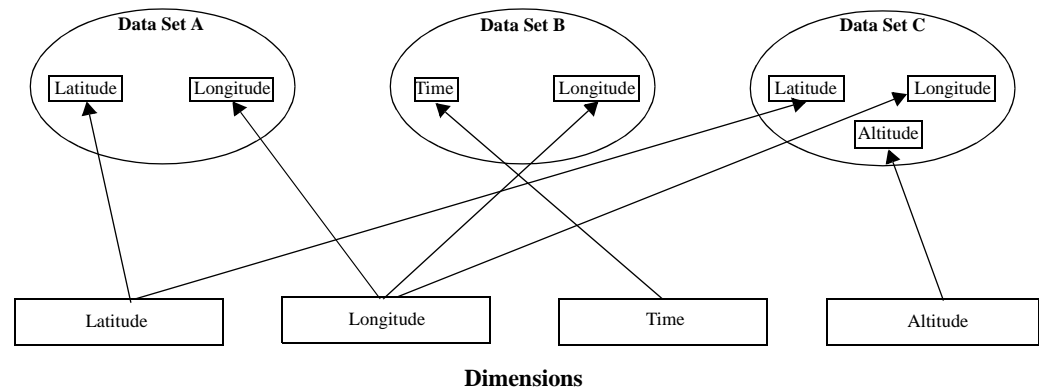 Data Set A
Data Set B
Data Set C
Latitude
Longitude
Time
Longitude
Latitude
Longitude
Altitude
Latitude
Longitude
Time
Altitude
Dimensions